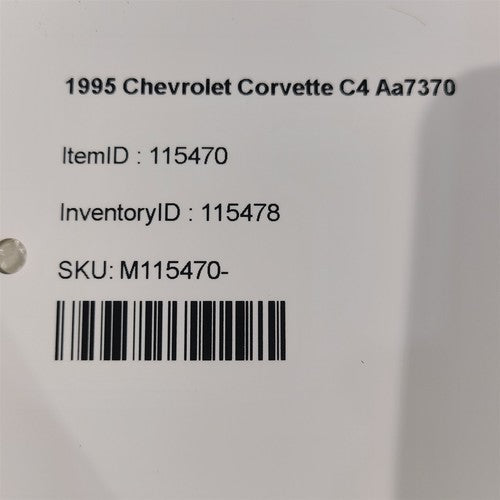 1995 Chevrolet Corvette C4 Aa7370
ItemID : 115470
InventoryID : 115478
SKU: M115470-